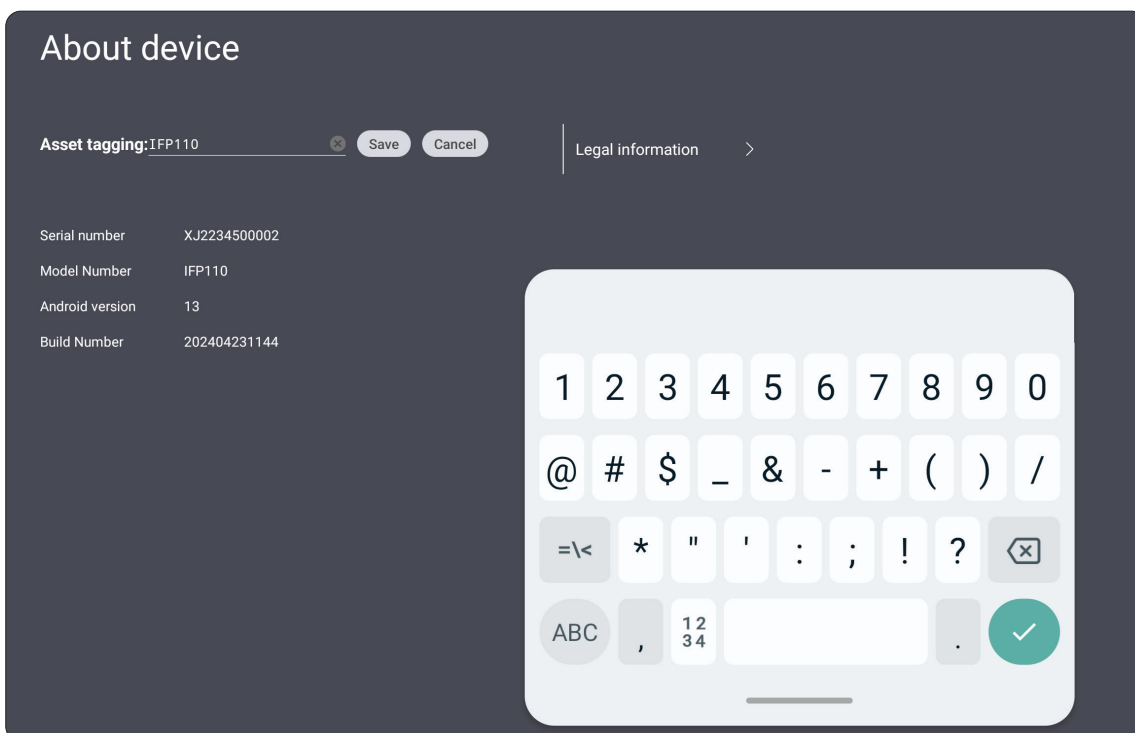 About device
Asset tagging: IFP110 Save Cancel
Legal information >
Serial number XJ2234500002
Model Number IFP110
Android version 13
Build Number 202404231144
1 2 3 4 5 6 7 8 9 0
@ # $ _ & - + ( ) /
=\< * " ' : ; ! ?
ABC , 12
34 .